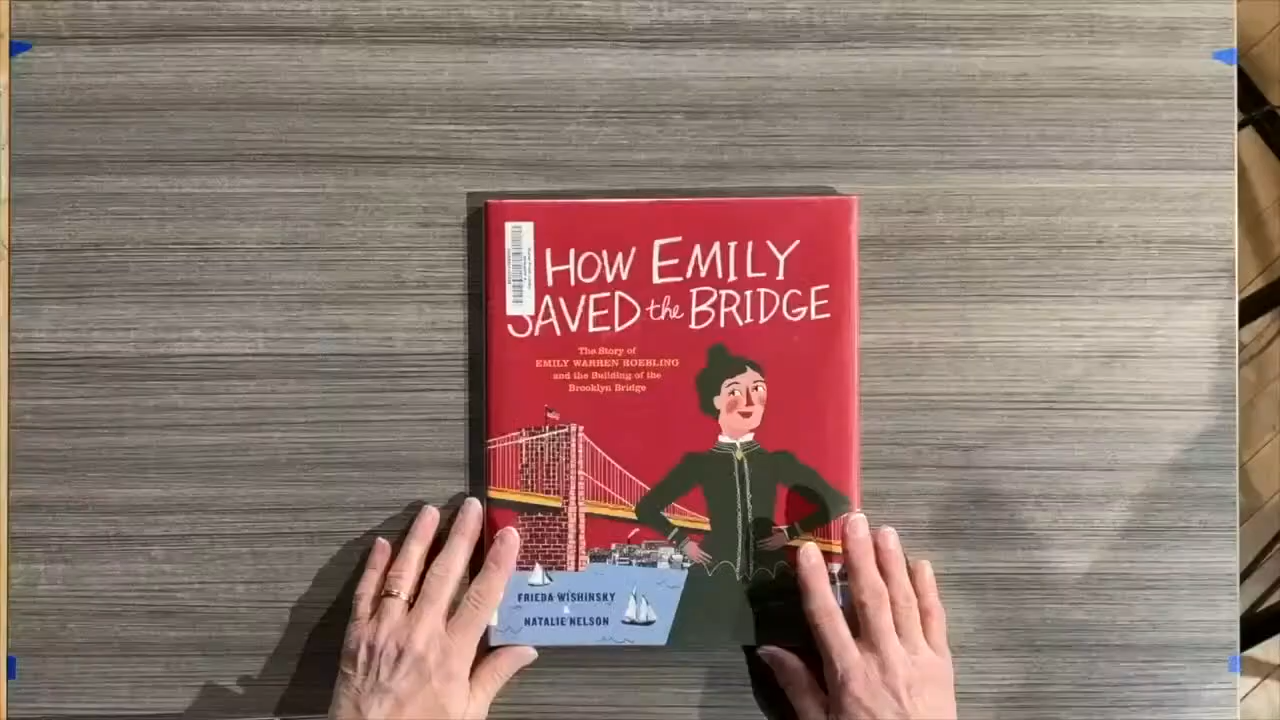 HOW EMILY
SAVED the BRIDGE
The Story of
EMILY WARREN ROEBLING
and the Building of the
Brooklyn Bridge
FRIEDA WISHINSKY
&
NATALIE NELSON